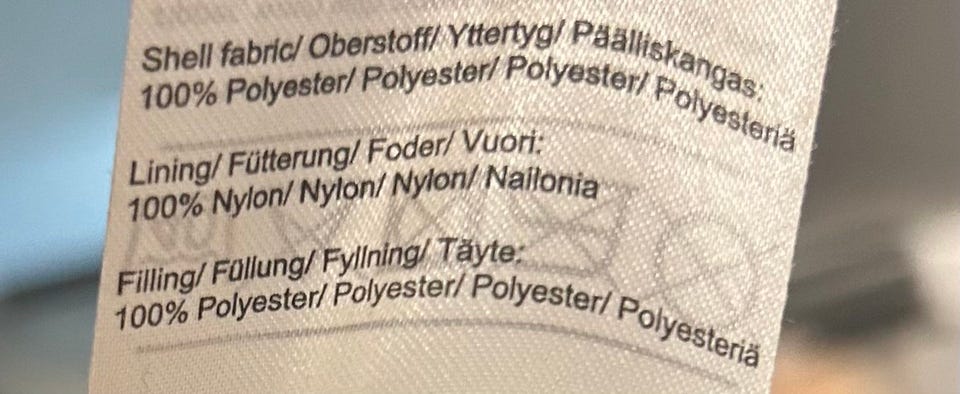 Shell fabric/ Oberstoff/ Yttertyg/ Päälliskangas:
100% Polyester/ Polyester/ Polyester/ Polyesteriä
Lining/ Fütterung/ Foder/ Vuori:
100% Nylon/ Nylon/ Nylon/ Nailonia
Filling/ Füllung/ Fyllning/ Täyte:
100% Polyester/ Polyester/ Polyester/ Polyesteriä